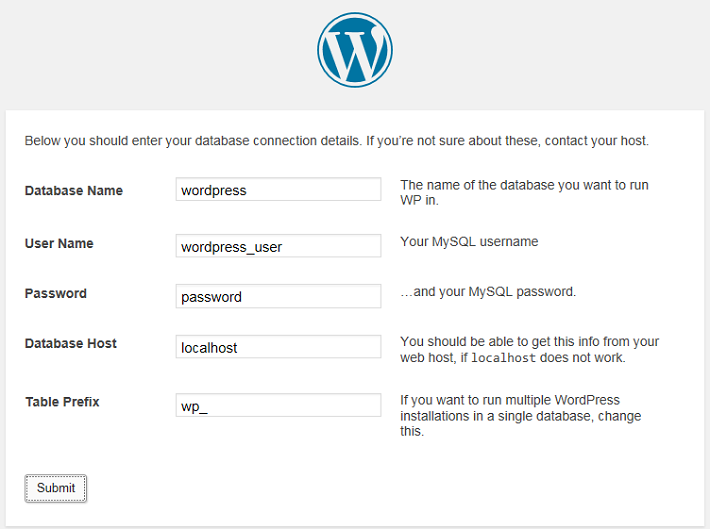 W
Below you should enter your database connection details. If you're not sure about these, contact your host.
Database Name
wordpress
The name of the database you want to run
WP in.
User Name
wordpress_user
Your MySQL username
Password
password
…and your MySQL password.
Database Host
localhost
You should be able to get this info from your
web host, if localhost does not work.
Table Prefix
wp_
If you want to run multiple WordPress
installations in a single database, change
this.
Submit